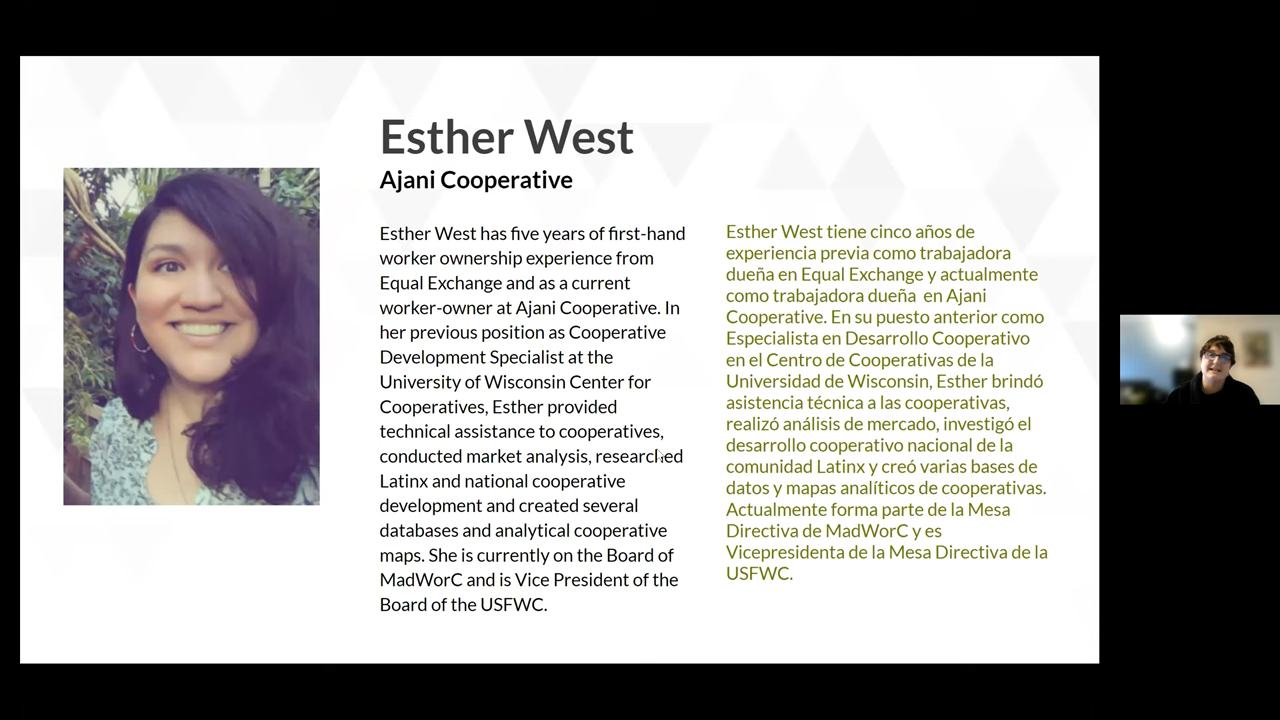 Esther West
Ajani Cooperative
Esther West has five years of first-hand
worker ownership experience from
Equal Exchange and as a current
worker-owner at Ajani Cooperative. In
her previous position as Cooperative
Development Specialist at the
University of Wisconsin Center for
Cooperatives, Esther provided
technical assistance to cooperatives,
conducted market analysis, researched
Latinx and national cooperative
development and created several
databases and analytical cooperative
maps. She is currently on the Board of
MadWorC and is Vice President of the
Board of the USFWC.
Esther West tiene cinco años de
experiencia previa como trabajadora
dueña en Equal Exchange y actualmente
como trabajadora dueña en Ajani
Cooperative. En su puesto anterior como
Especialista en Desarrollo Cooperativo
en el Centro de Cooperativas de la
Universidad de Wisconsin, Esther brindó
asistencia técnica a las cooperativas,
realizó análisis de mercado, investigó el
desarrollo cooperativo nacional de la
comunidad Latinx y creó varias bases de
datos y mapas analíticos de cooperativas.
Actualmente forma parte de la Mesa
Directiva de MadWorC y es
Vicepresidenta de la Mesa Directiva de la
USFWC.